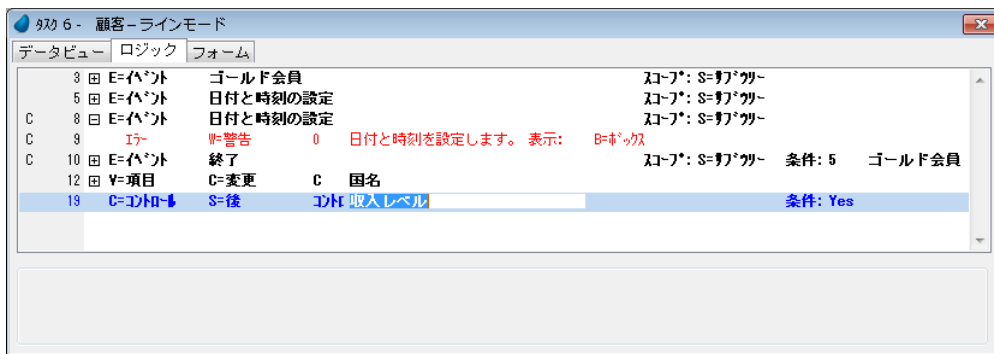 ﾀｽｸ 6 - 顧客－ラインモード
データビュー ロジック フォーム
3 E=ｲﾍﾞﾝﾄ ゴールド会員 ｽｺｰﾌﾟ: S=ｻﾌﾞﾂﾘｰ
5 E=ｲﾍﾞﾝﾄ 日付と時刻の設定 ｽｺｰﾌﾟ: S=ｻﾌﾞﾂﾘｰ
C 8 E=ｲﾍﾞﾝﾄ 日付と時刻の設定 ｽｺｰﾌﾟ: S=ｻﾌﾞﾂﾘｰ
C 9 ｴﾗｰ W=警告 0 日付と時刻を設定します。 表示: B=ﾎﾞｯｸｽ
C 10 E=ｲﾍﾞﾝﾄ 終了 ｽｺｰﾌﾟ: S=ｻﾌﾞﾂﾘｰ 条件: 5 ゴールド会員
12 V=項目 C=変更 C 国名
19 C=ｺﾝﾄﾛｰﾙ S=後 ｺﾝﾄﾛ 収入レベル 条件: Yes